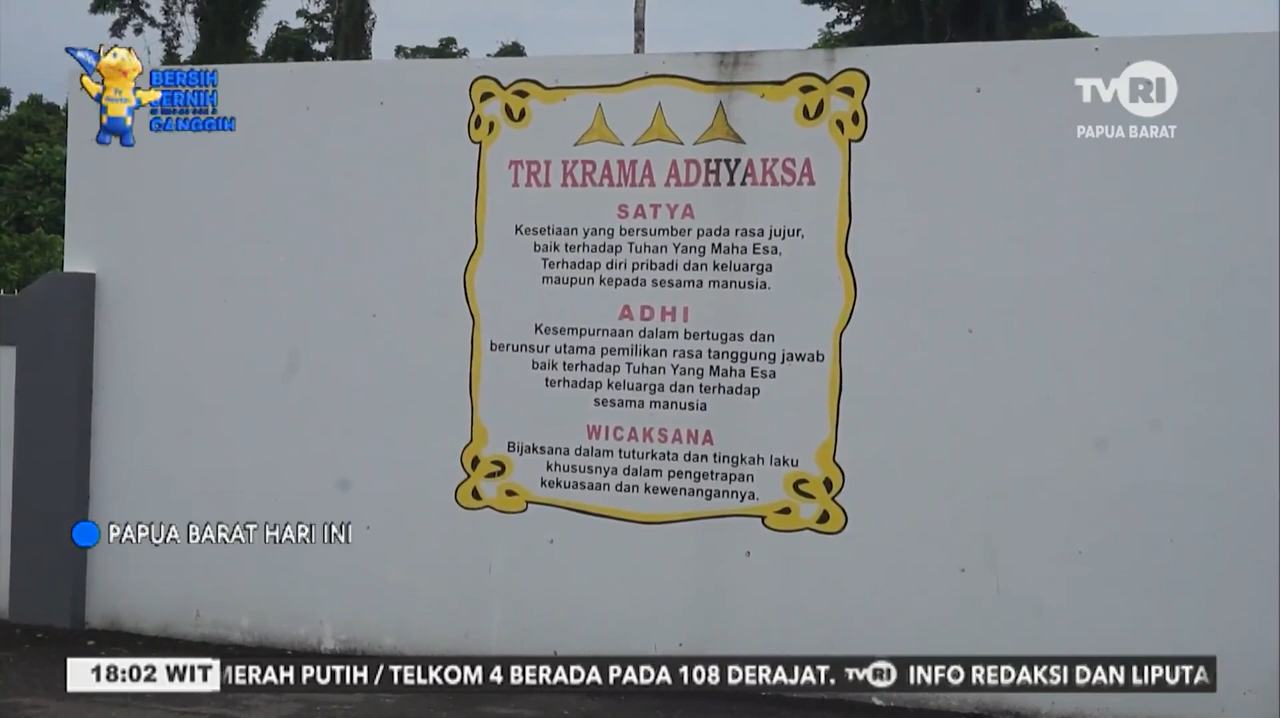 BERSIH
JERNIH
CANGGIH
TVRI
PAPUA BARAT
TRI KRAMA ADHYAKSA
SATYA
Kesetiaan yang bersumber pada rasa jujur,
baik terhadap Tuhan Yang Maha Esa,
Terhadap diri pribadi dan keluarga
maupun kepada sesama manusia.
ADHI
Kesempurnaan dalam bertugas dan
berunsur utama pemilikan rasa tanggung jawab
baik terhadap Tuhan Yang Maha Esa
terhadap keluarga dan terhadap
sesama manusia
WICAKSANA
Bijaksana dalam tuturkata dan tingkah laku
khususnya dalam pengetrapan
kekuasaan dan kewenangannya.
PAPUA BARAT HARI INI
18:02 WIT MERAH PUTIH / TELKOM 4 BERADA PADA 108 DERAJAT. TVRI INFO REDAKSI DAN LIPUTA